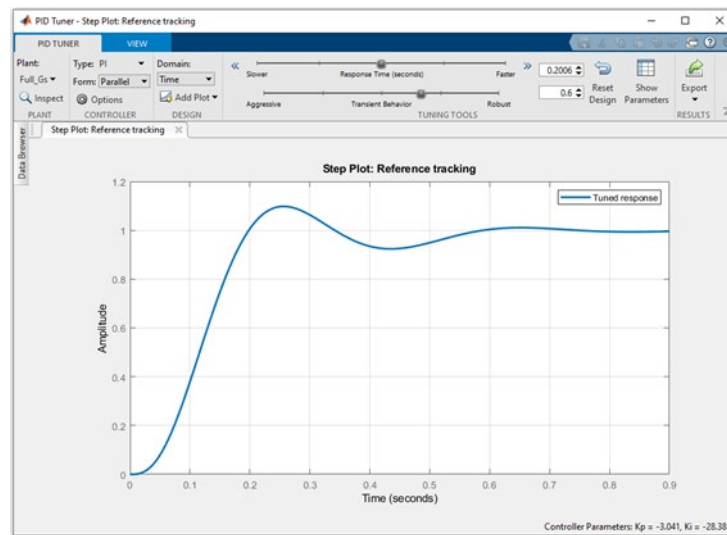 PID Tuner - Step Plot: Reference tracking
PID TUNER VIEW
Plant: Type: PI Domain:
Full_Gs Form: Parallel Time
Inspect Options Add Plot
PLANT CONTROLLER DESIGN
Slower Response Time (seconds) Faster 0.2006
Aggressive Transient Behavior Robust 0.6
Reset Design Show Parameters Export
TUNING TOOLS RESULTS
Data Browser
Step Plot: Reference tracking
Step Plot: Reference tracking
Tuned response
1.2
1
0.8
0.6
0.4
0.2
0
Amplitude
0 0.1 0.2 0.3 0.4 0.5 0.6 0.7 0.8 0.9
Time (seconds)
Controller Parameters: Kp = -3.041, Ki = -28.38